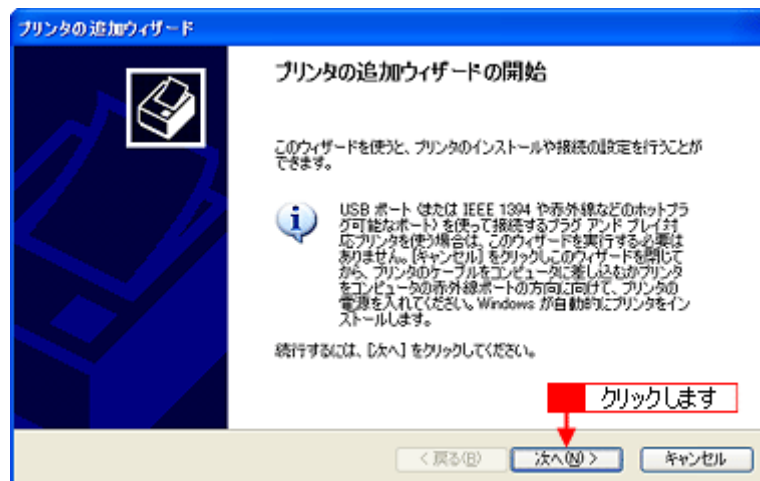 プリンタの追加ウィザード
プリンタの追加ウィザードの開始
このウィザードを使うと、プリンタのインストールや接続の設定を行うことが
できます。
USB ポート (または IEEE 1394 や赤外線などのホットプラ
グ可能なポート) を使って接続するプラグ アンド プレイ対
応プリンタを使う場合は、このウィザードを実行する必要は
ありません。[キャンセル] をクリックしこのウィザードを閉じて
から、プリンタのケーブルをコンピュータに差し込むかプリンタ
をコンピュータの赤外線ポートの方向に向けて、プリンタの
電源を入れてください。Windows が自動的にプリンタをイン
ストールします。
続行するには、[次へ] をクリックしてください。
クリックします
< 戻る(B)
次へ(N) >
キャンセル